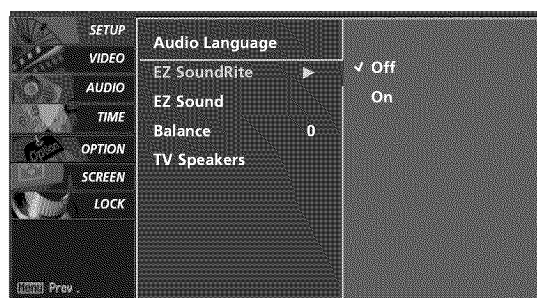 SETUP
VIDEO
AUDIO
TIME
OPTION
SCREEN
LOCK
Menu Prev.
Audio Language
EZ SoundRite ▶
EZ Sound
Balance 0
TV Speakers
✓ Off
On
Option